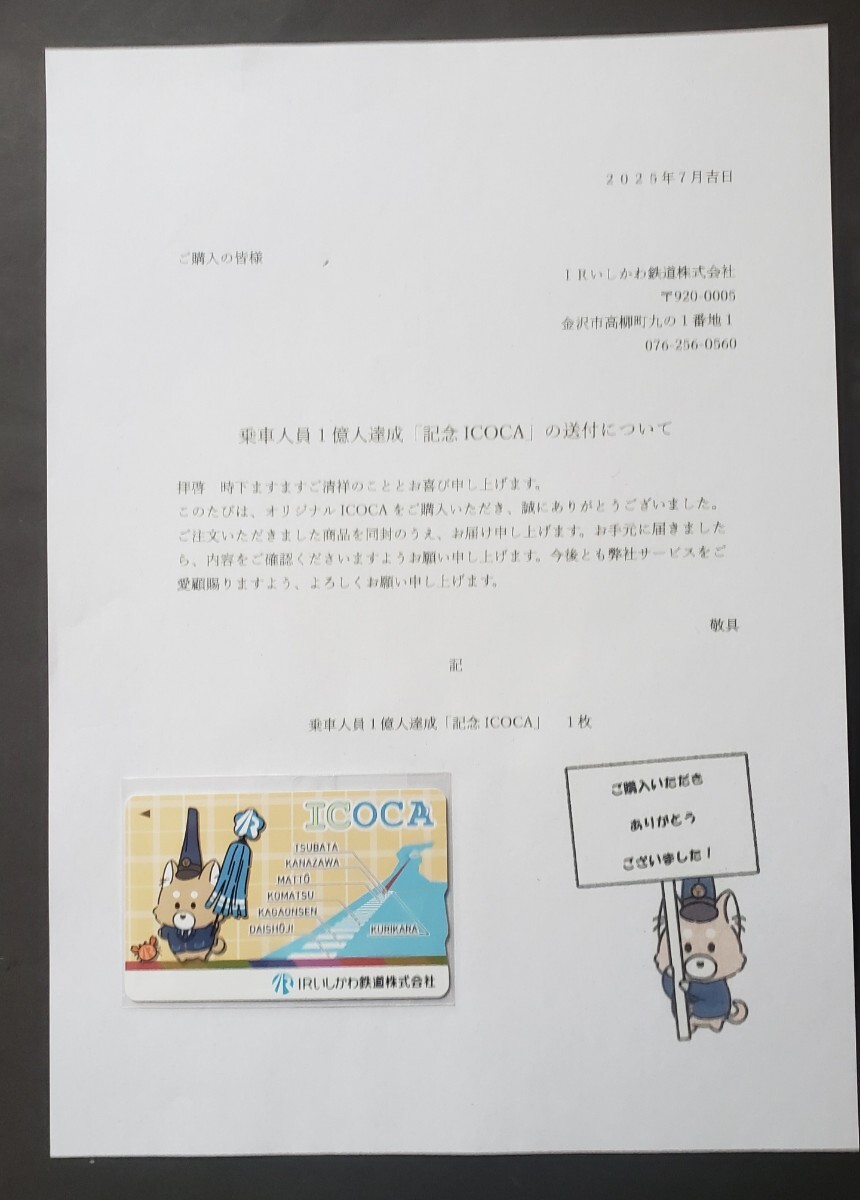 ２０２５年７月吉日
ご購入の皆様
ＩＲいしかわ鉄道株式会社
〒920-0005
金沢市高柳町九の１番地１
076-256-0560
乗車人員１億人達成「記念 ICOCA」の送付について
拝啓　時下ますますご清祥のこととお喜び申し上げます。
このたびは、オリジナル ICOCA をご購入いただき、誠にありがとうございました。
ご注文いただきました商品を同封のうえ、お届け申し上げます。お手元に届きました
ら、内容をご確認くださいますようお願い申し上げます。今後とも弊社サービスをご
愛顧賜りますよう、よろしくお願い申し上げます。
敬具
記
乗車人員１億人達成「記念 ICOCA」　１枚
ICOCA
TSUBATA
KANAZAWA
MATTŌ
KOMATSU
KAGAONSEN
DAISHŌJI
KURIKARA
IRいしかわ鉄道株式会社
ご購入いただき
ありがとう
ございました！